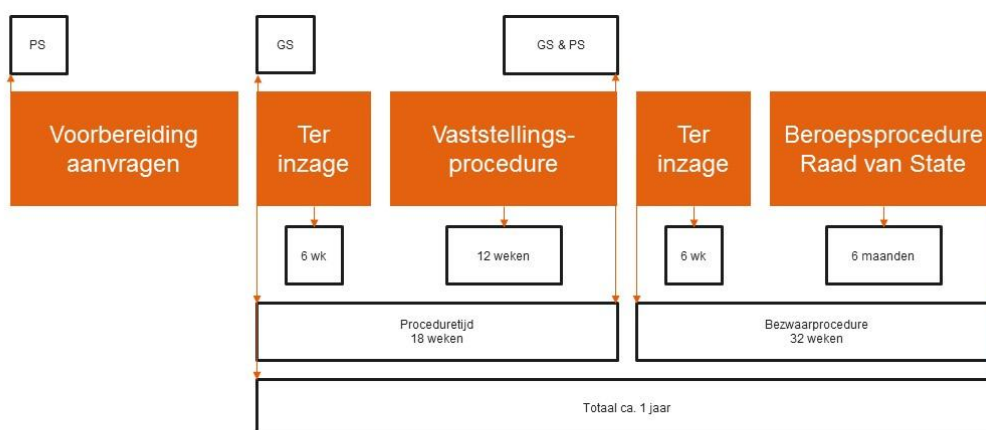 PS
GS
GS & PS
Voorbereiding
aanvragen
Ter
inzage
Vaststellings-
procedure
Ter
inzage
Beroepsprocedure
Raad van State
6 wk
12 weken
6 wk
6 maanden
Proceduretijd
18 weken
Bezwaarprocedure
32 weken
Totaal ca. 1 jaar